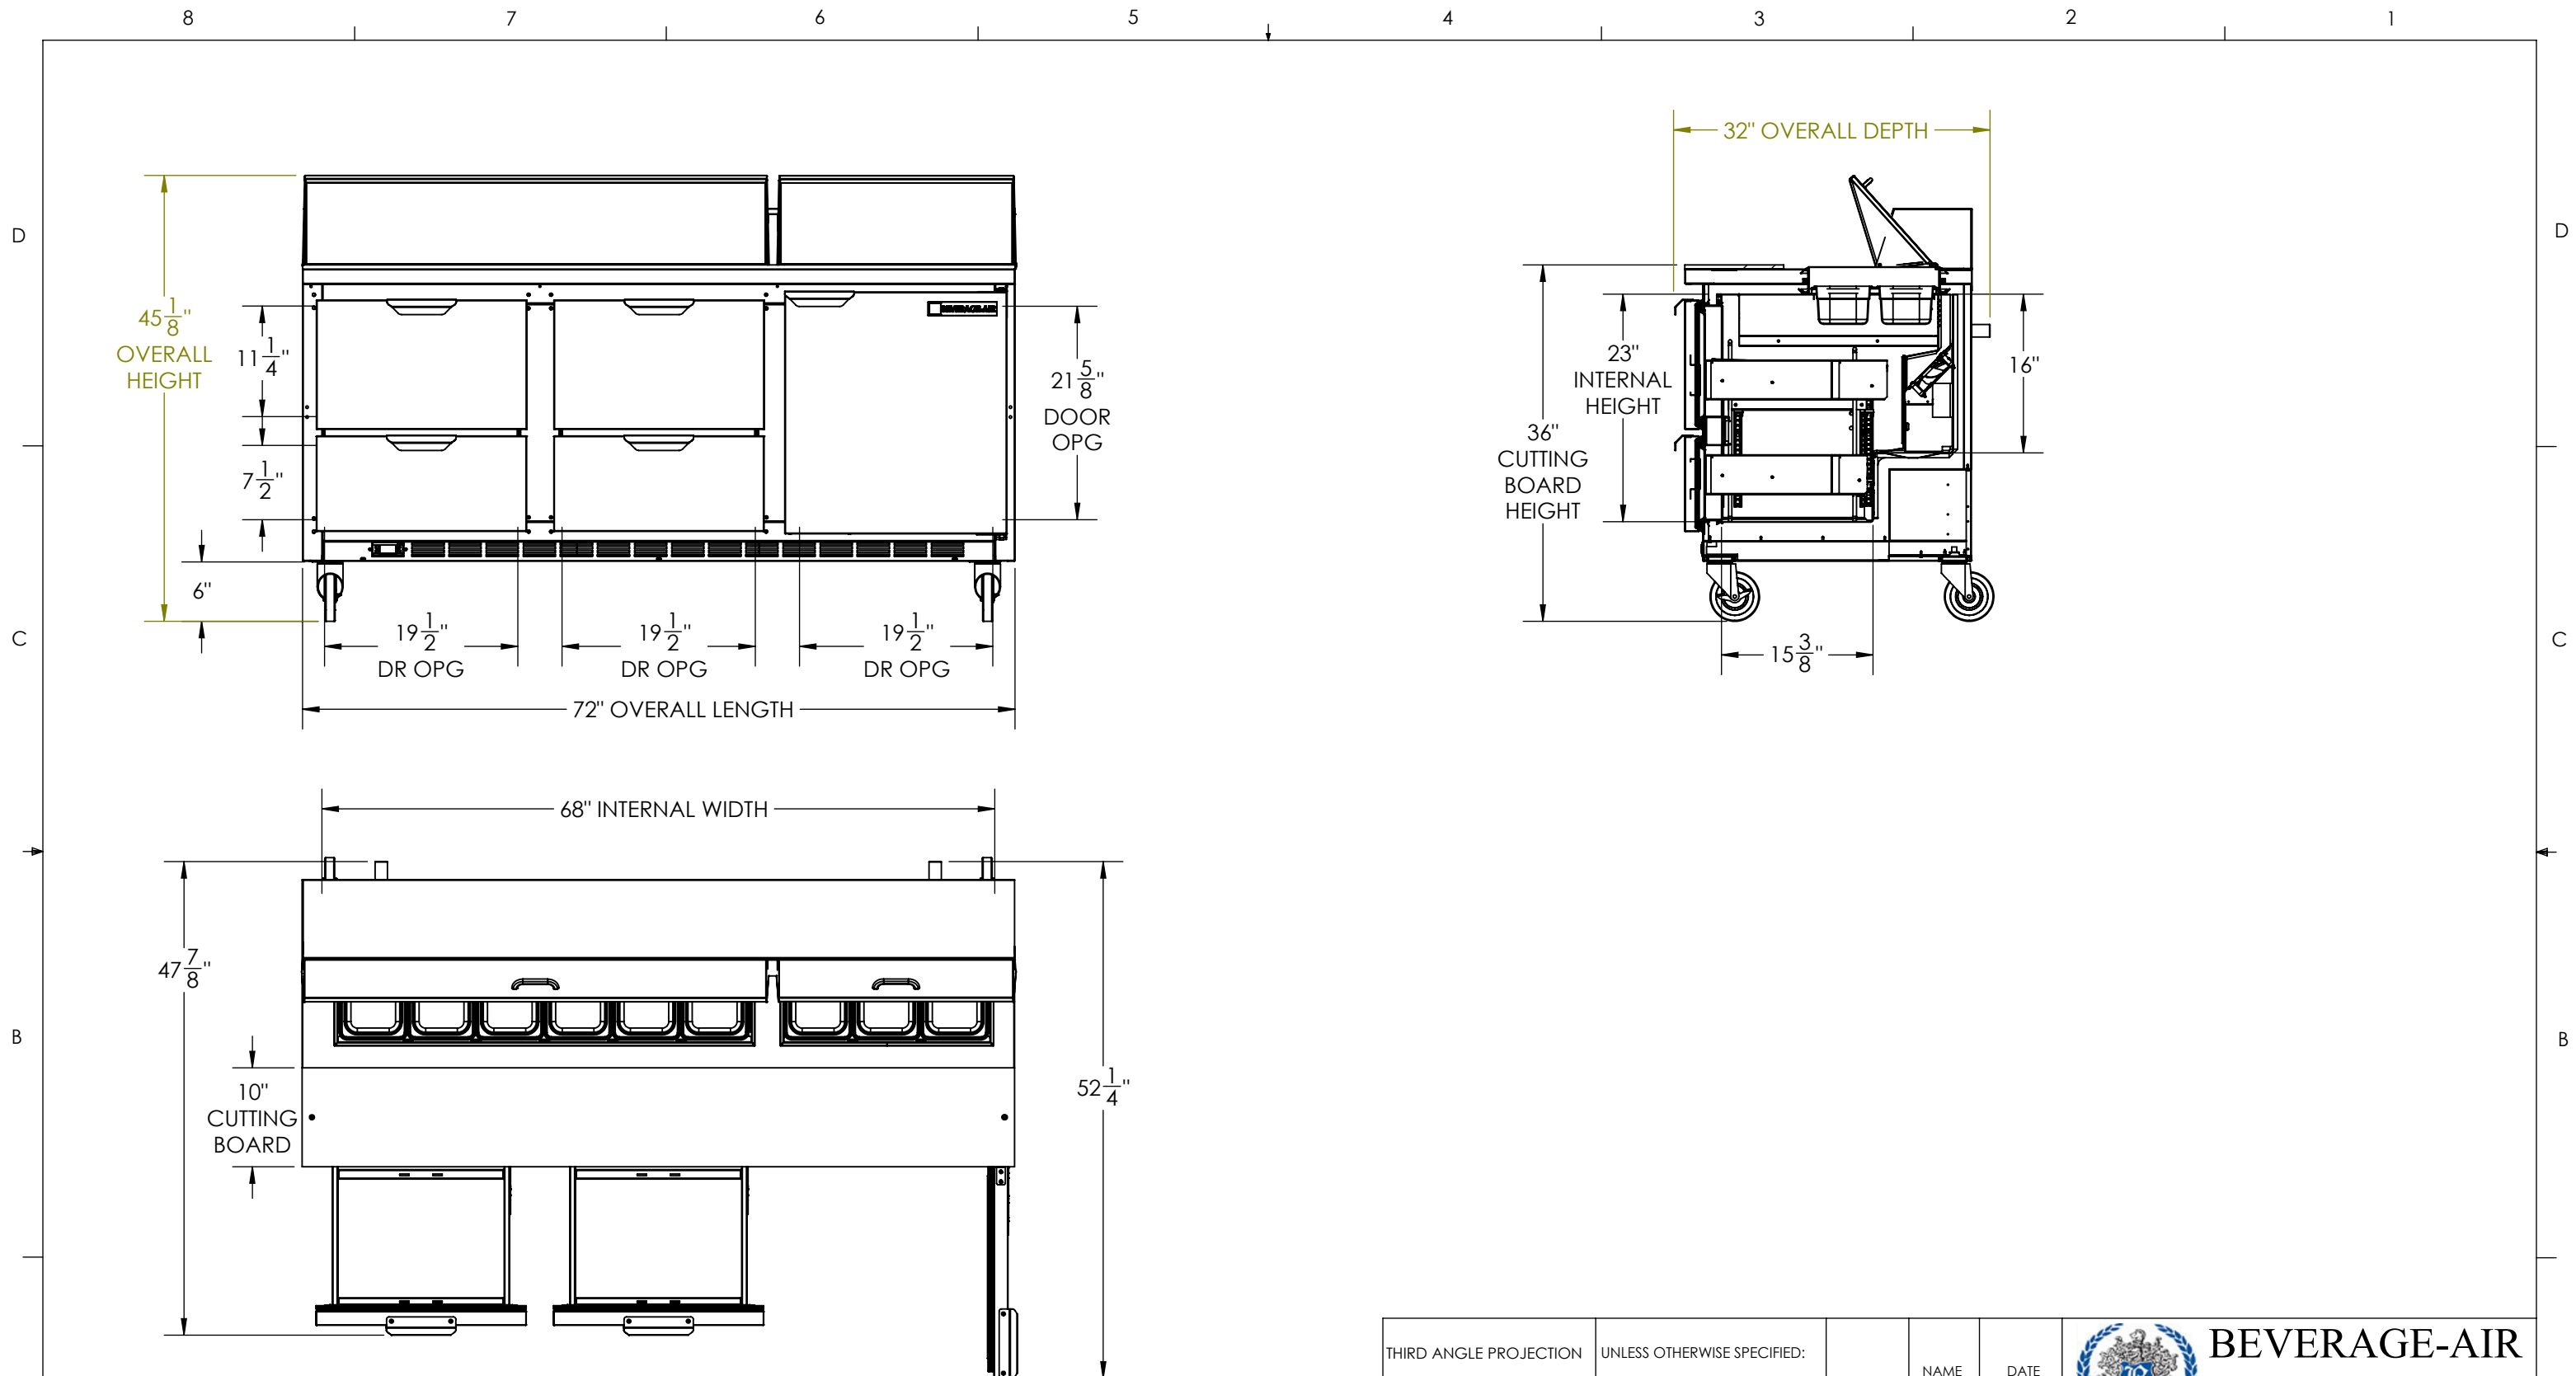 8 7 6 5 4 3 2 1
D
D
C
C
B
B
45 1/8"
OVERALL
HEIGHT
11 1/4"
7 1/2"
6"
BEVERAGE-AIR
21 5/8"
DOOR
OPG
19 1/2"
DR OPG
19 1/2"
DR OPG
19 1/2"
DR OPG
72" OVERALL LENGTH
32" OVERALL DEPTH
23"
INTERNAL
HEIGHT
36"
CUTTING
BOARD
HEIGHT
16"
15 3/8"
68" INTERNAL WIDTH
47 7/8"
10"
CUTTING
BOARD
52 1/4"
THIRD ANGLE PROJECTION
UNLESS OTHERWISE SPECIFIED:
NAME
DATE
BEVERAGE-AIR